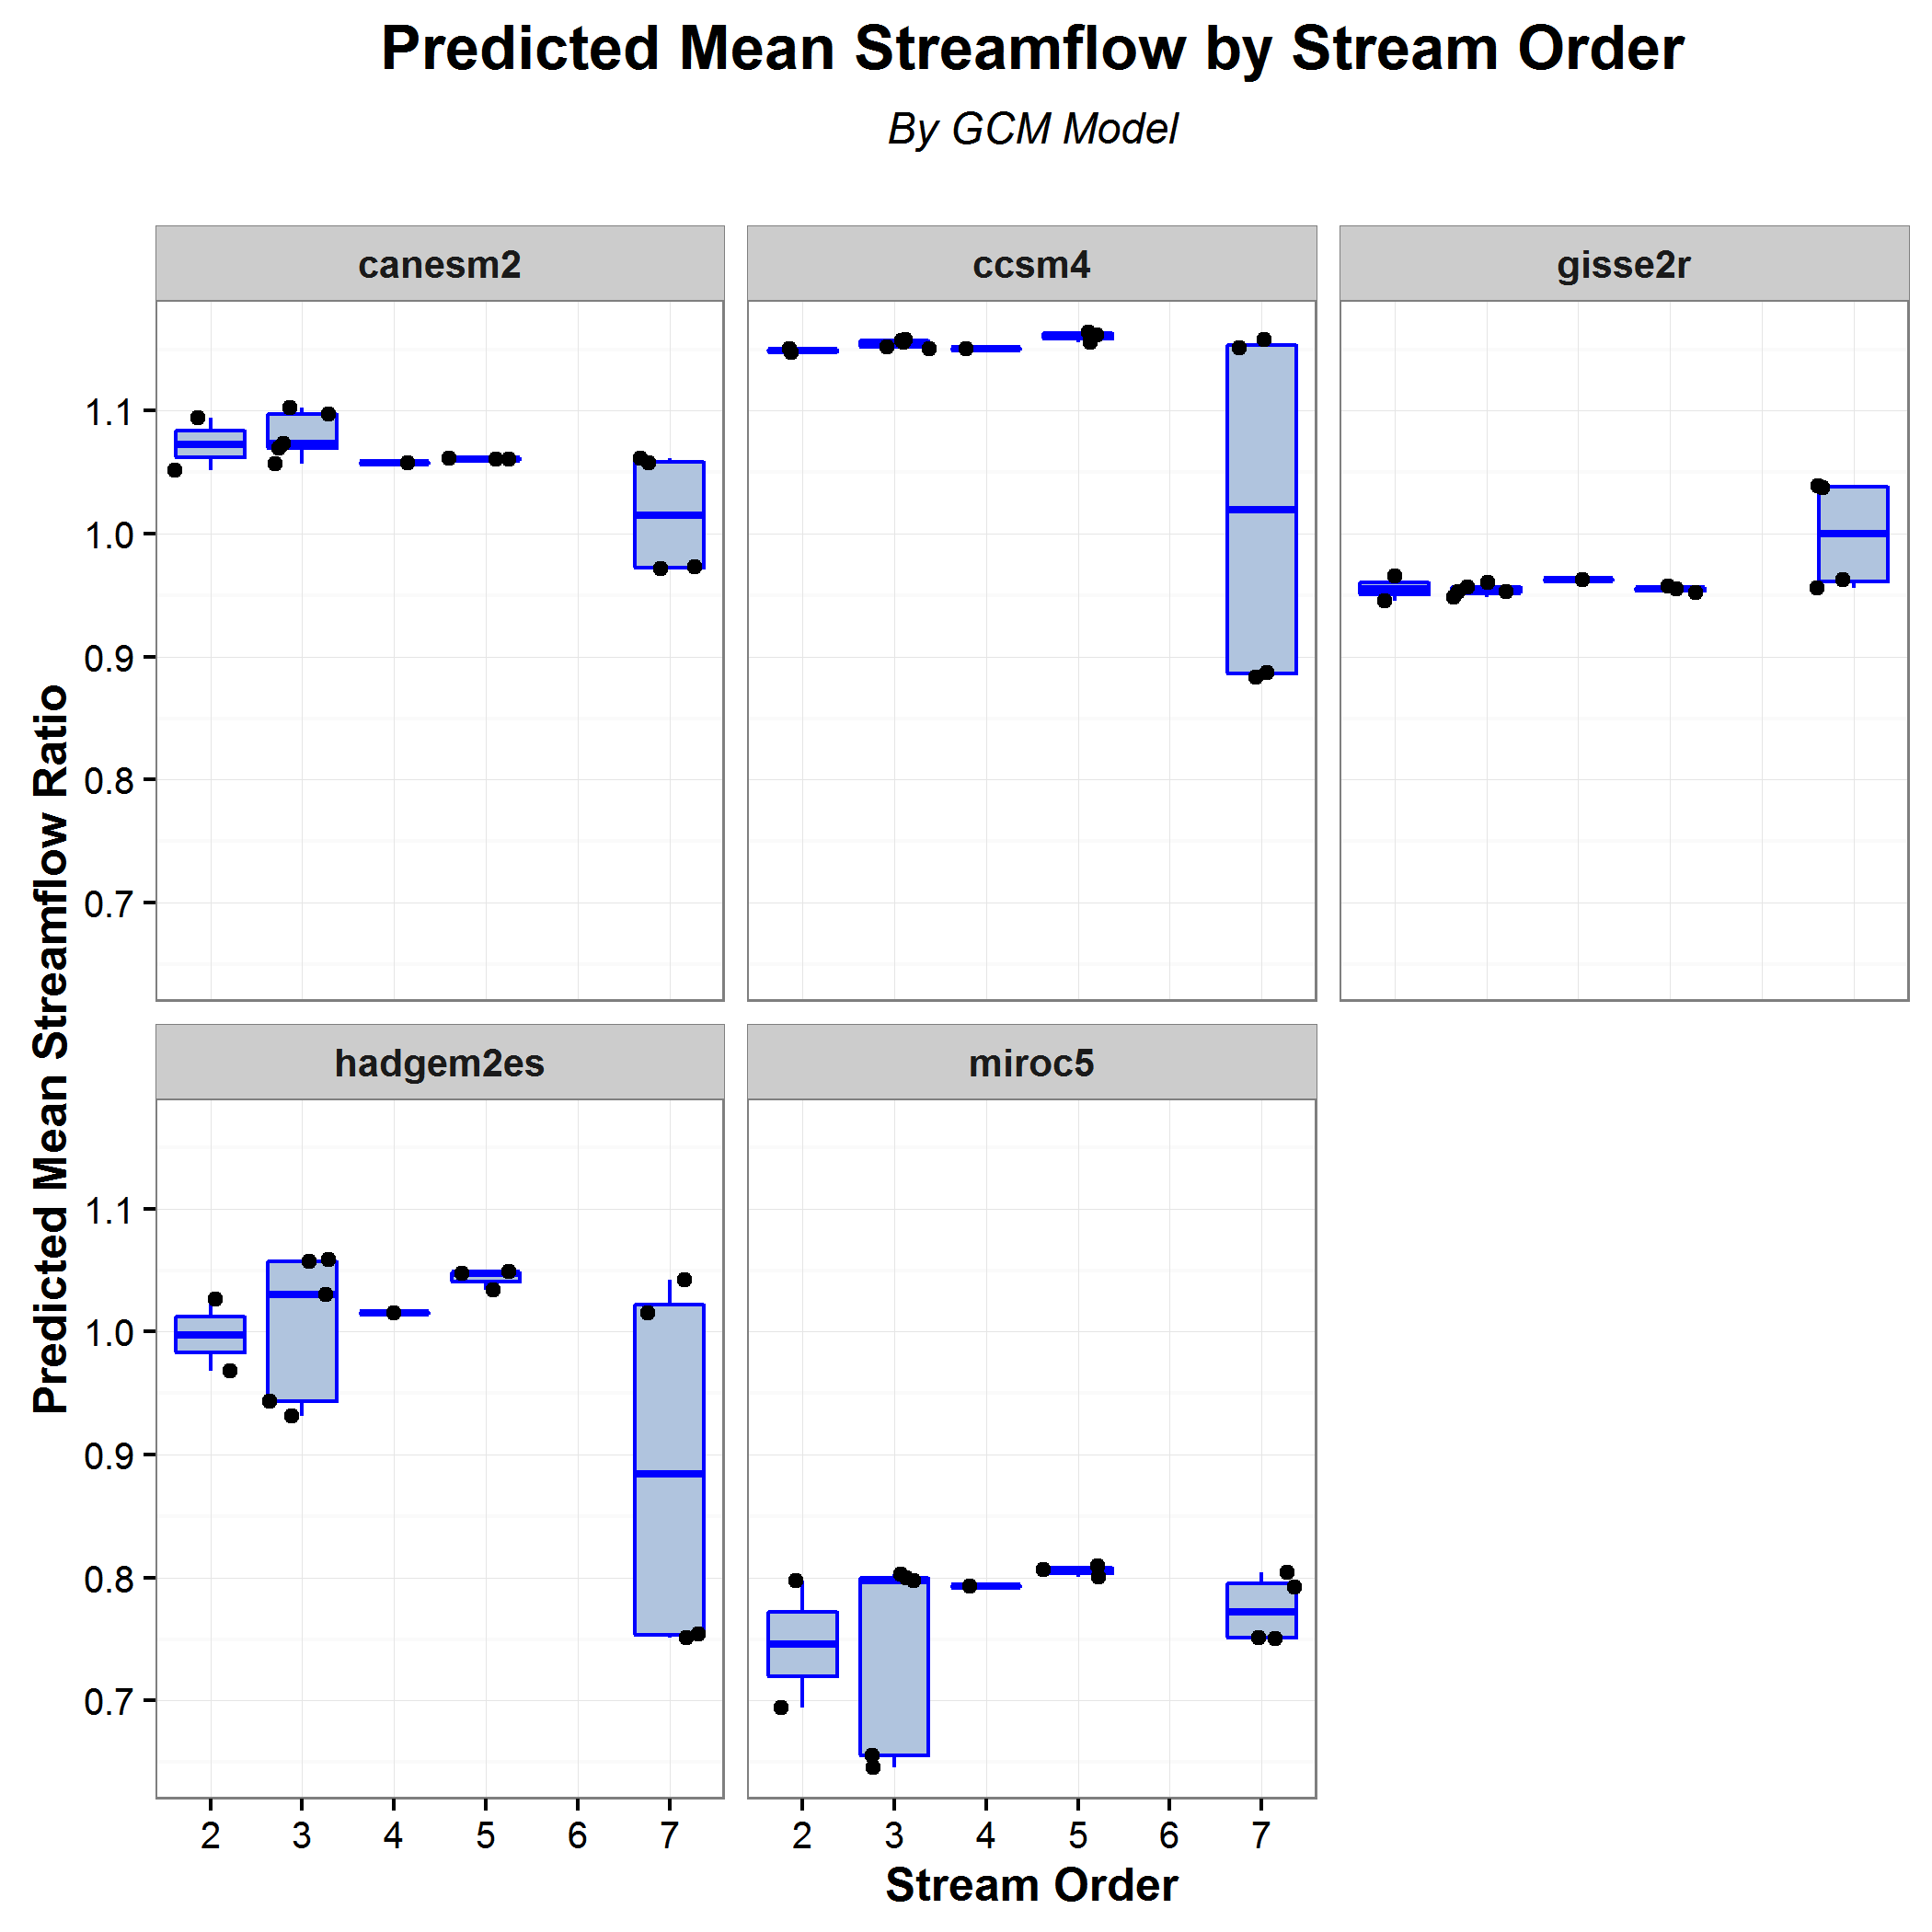 Predicted Mean Streamflow by Stream Order
By GCM Model
canesm2
ccsm4
gisse2r
1.1
1.0
0.9
0.8
0.7
Predicted Mean Streamflow Ratio
hadgem2es
miroc5
1.1
1.0
0.9
0.8
0.7
2 3 4 5 6 7
2 3 4 5 6 7
Stream Order